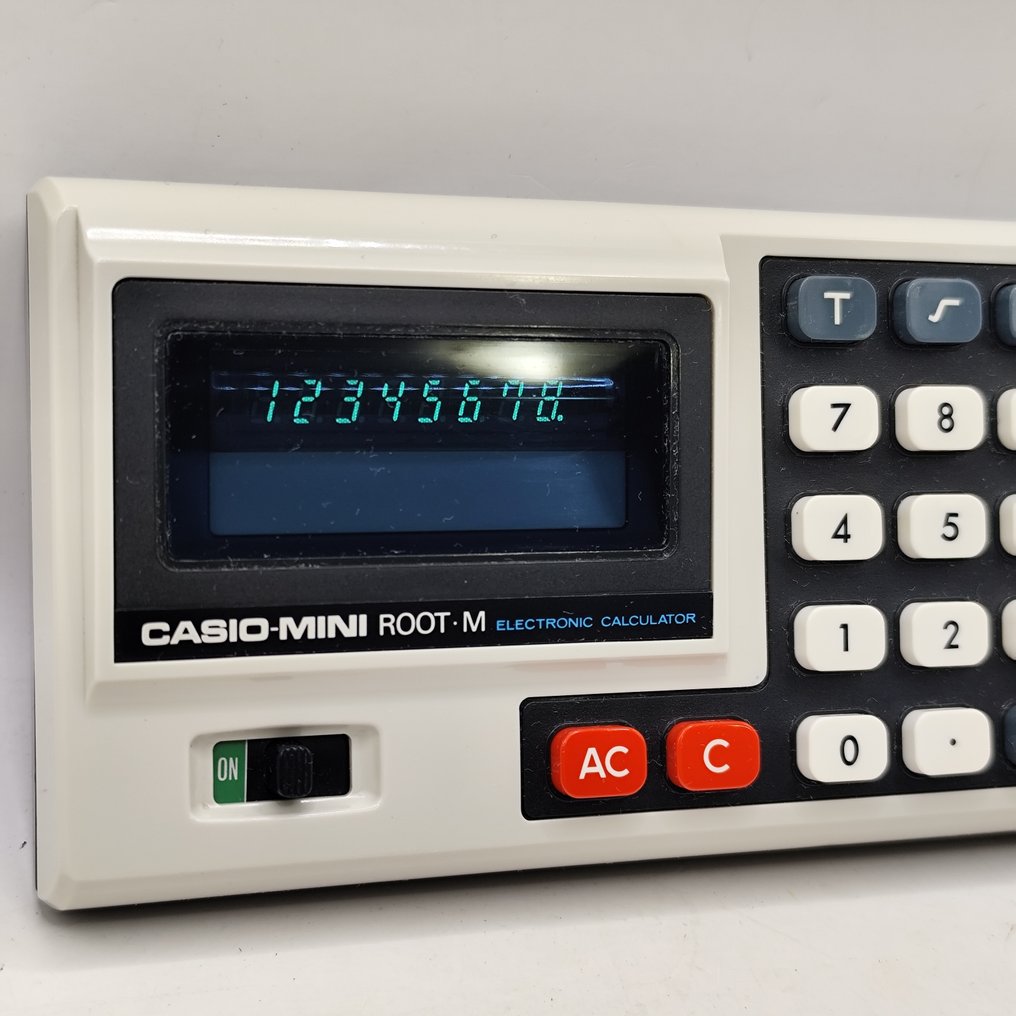 12345678.
CASIO-MINI ROOT·M ELECTRONIC CALCULATOR
ON
T
7 8
4 5
1 2
AC C 0 ·